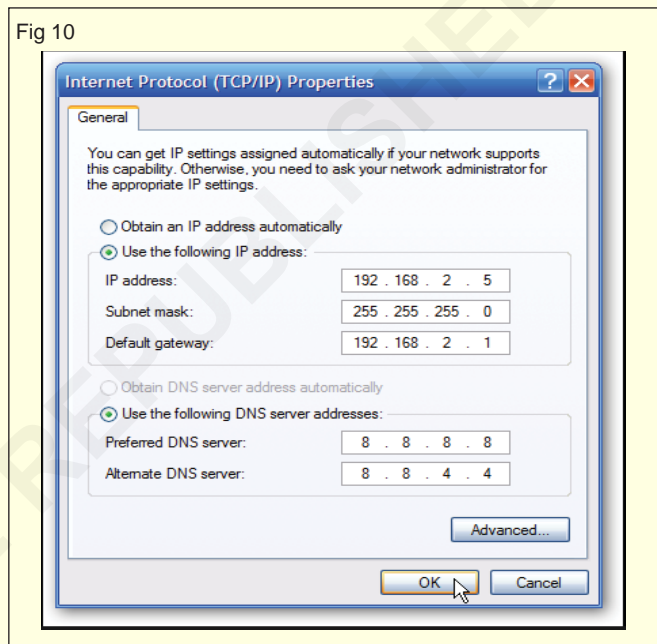 Fig 10
Internet Protocol (TCP/IP) Properties
General
You can get IP settings assigned automatically if your network supports
this capability. Otherwise, you need to ask your network administrator for
the appropriate IP settings.
Obtain an IP address automatically
Use the following IP address:
IP address: 192 . 168 . 2 . 5
Subnet mask: 255 . 255 . 255 . 0
Default gateway: 192 . 168 . 2 . 1
Obtain DNS server address automatically
Use the following DNS server addresses:
Preferred DNS server: 8 . 8 . 8 . 8
Alternate DNS server: 8 . 8 . 4 . 4
Advanced...
OK Cancel
REPUBLISHED